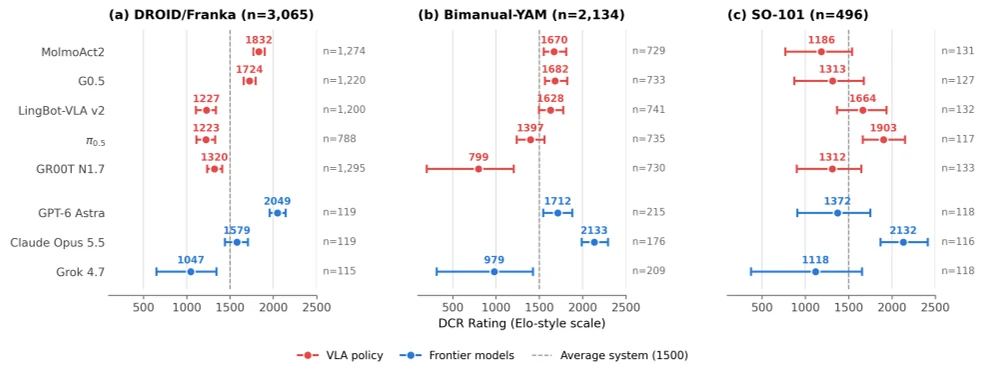 (a) DROID/Franka (n=3,065)
(b) Bimanual-YAM (n=2,134)
(c) SO-101 (n=496)
MolmoAct2 1832 n=1,274 1670 n=729 1186 n=131
G0.5 1724 n=1,220 1682 n=733 1313 n=127
LingBot-VLA v2 1227 n=1,200 1628 n=741 1664 n=132
π0.5 1223 n=788 1397 n=735 1903 n=117
GR00T N1.7 1320 n=1,295 799 n=730 1312 n=133
GPT-6 Astra 2049 n=119 1712 n=215 1372 n=118
Claude Opus 5.5 1579 n=119 2133 n=176 2132 n=116
Grok 4.7 1047 n=115 979 n=209 1118 n=118
500 1000 1500 2000 2500 500 1000 1500 2000 2500 500 1000 1500 2000 2500
DCR Rating (Elo-style scale)
VLA policy Frontier models Average system (1500)